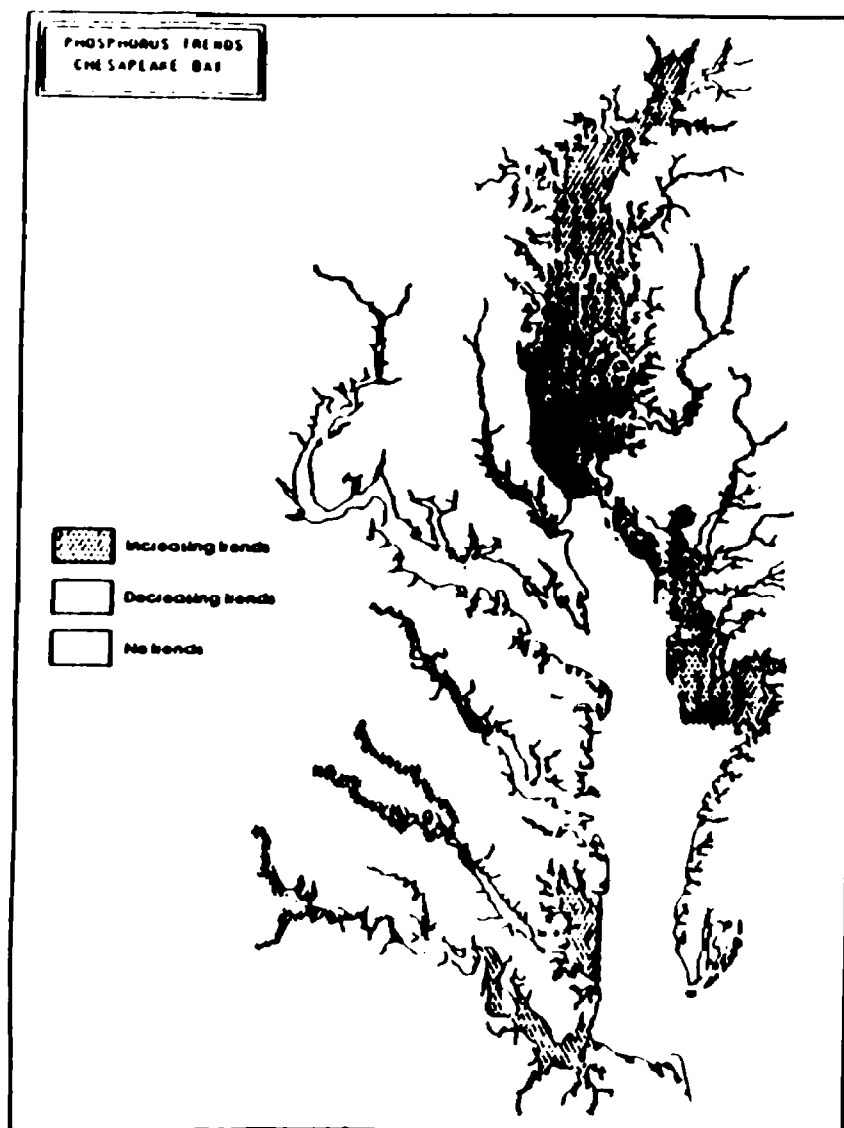 PHOSPHORUS TRENDS
CHESAPEAKE BAY
Increasing trends
Decreasing trends
No trends